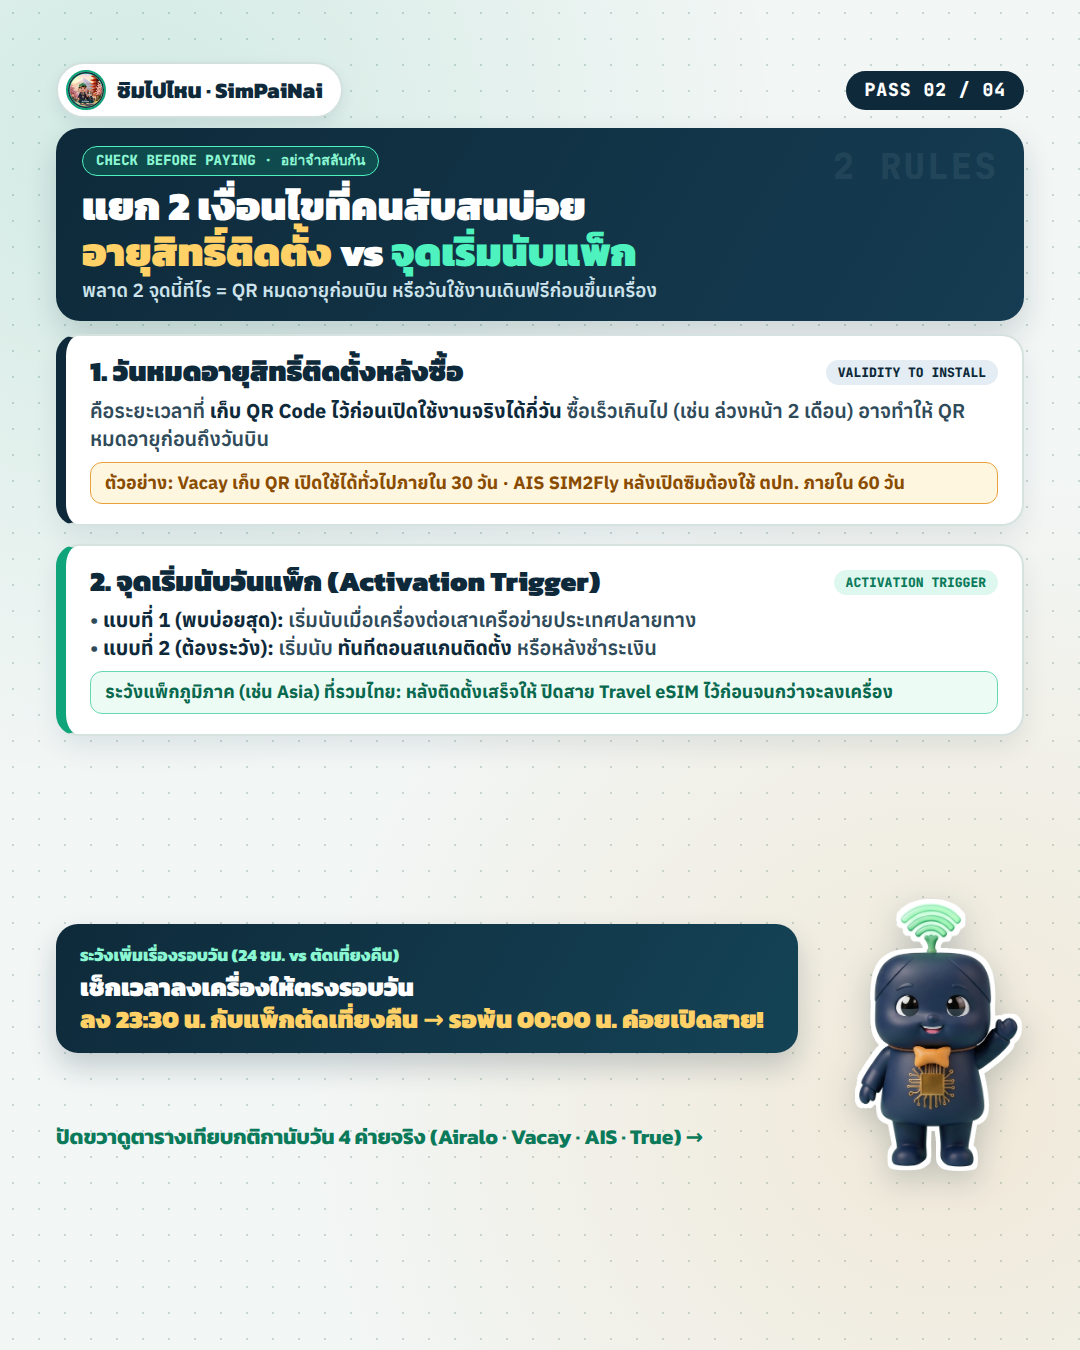 ซิมไปไหน · SimPaiNai
PASS 02 / 04
CHECK BEFORE PAYING · อย่าจำสลับกัน
2 RULES
แยก 2 เงื่อนไขที่คนสับสนบ่อย
อายุสิทธิ์ติดตั้ง vs จุดเริ่มนับแพ็ก
พลาด 2 จุดนี้ทีไร = QR หมดอายุก่อนบิน หรือวันใช้งานเดินฟรีก่อนขึ้นเครื่อง
1. วันหมดอายุสิทธิ์ติดตั้งหลังซื้อ
VALIDITY TO INSTALL
คือระยะเวลาที่ เก็บ QR Code ไว้ก่อนเปิดใช้งานจริงได้กี่วัน ซื้อเร็วเกินไป (เช่น ล่วงหน้า 2 เดือน) อาจทำให้ QR
หมดอายุก่อนถึงวันบิน
ตัวอย่าง: Vacay เก็บ QR เปิดใช้ได้ทั่วไปภายใน 30 วัน · AIS SIM2Fly หลังเปิดซิมต้องใช้ ตปท. ภายใน 60 วัน
2. จุดเริ่มนับวันแพ็ก (Activation Trigger)
ACTIVATION TRIGGER
• แบบที่ 1 (พบบ่อยสุด): เริ่มนับเมื่อเครื่องต่อเสาเครือข่ายประเทศปลายทาง
• แบบที่ 2 (ต้องระวัง): เริ่มนับ ทันทีตอนสแกนติดตั้ง หรือหลังชำระเงิน
ระวังแพ็กภูมิภาค (เช่น Asia) ที่รวมไทย: หลังติดตั้งเสร็จให้ ปิดสาย Travel eSIM ไว้ก่อนจนกว่าจะลงเครื่อง
ระวังเพิ่มเรื่องรอบวัน (24 ชม. vs ตัดเที่ยงคืน)
เช็กเวลาลงเครื่องให้ตรงรอบวัน
ลง 23:30 น. กับแพ็กตัดเที่ยงคืน → รอพ้น 00:00 น. ค่อยเปิดสาย!
ปัดขวาดูตารางเทียบกติกานับวัน 4 ค่ายจริง (Airalo · Vacay · AIS · True) →